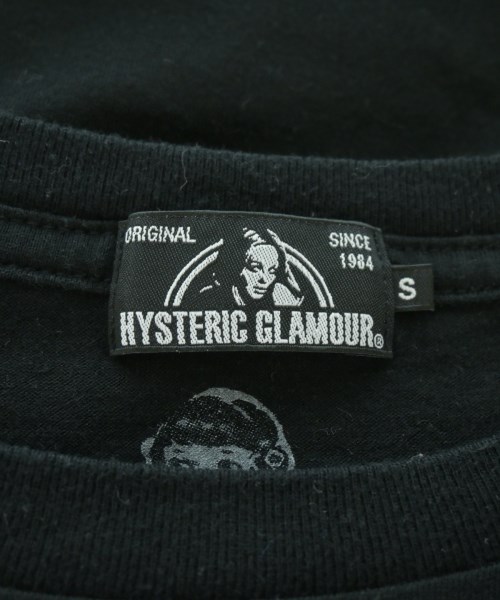 ORIGINAL
SINCE
1984
S
HYSTERIC GLAMOUR®